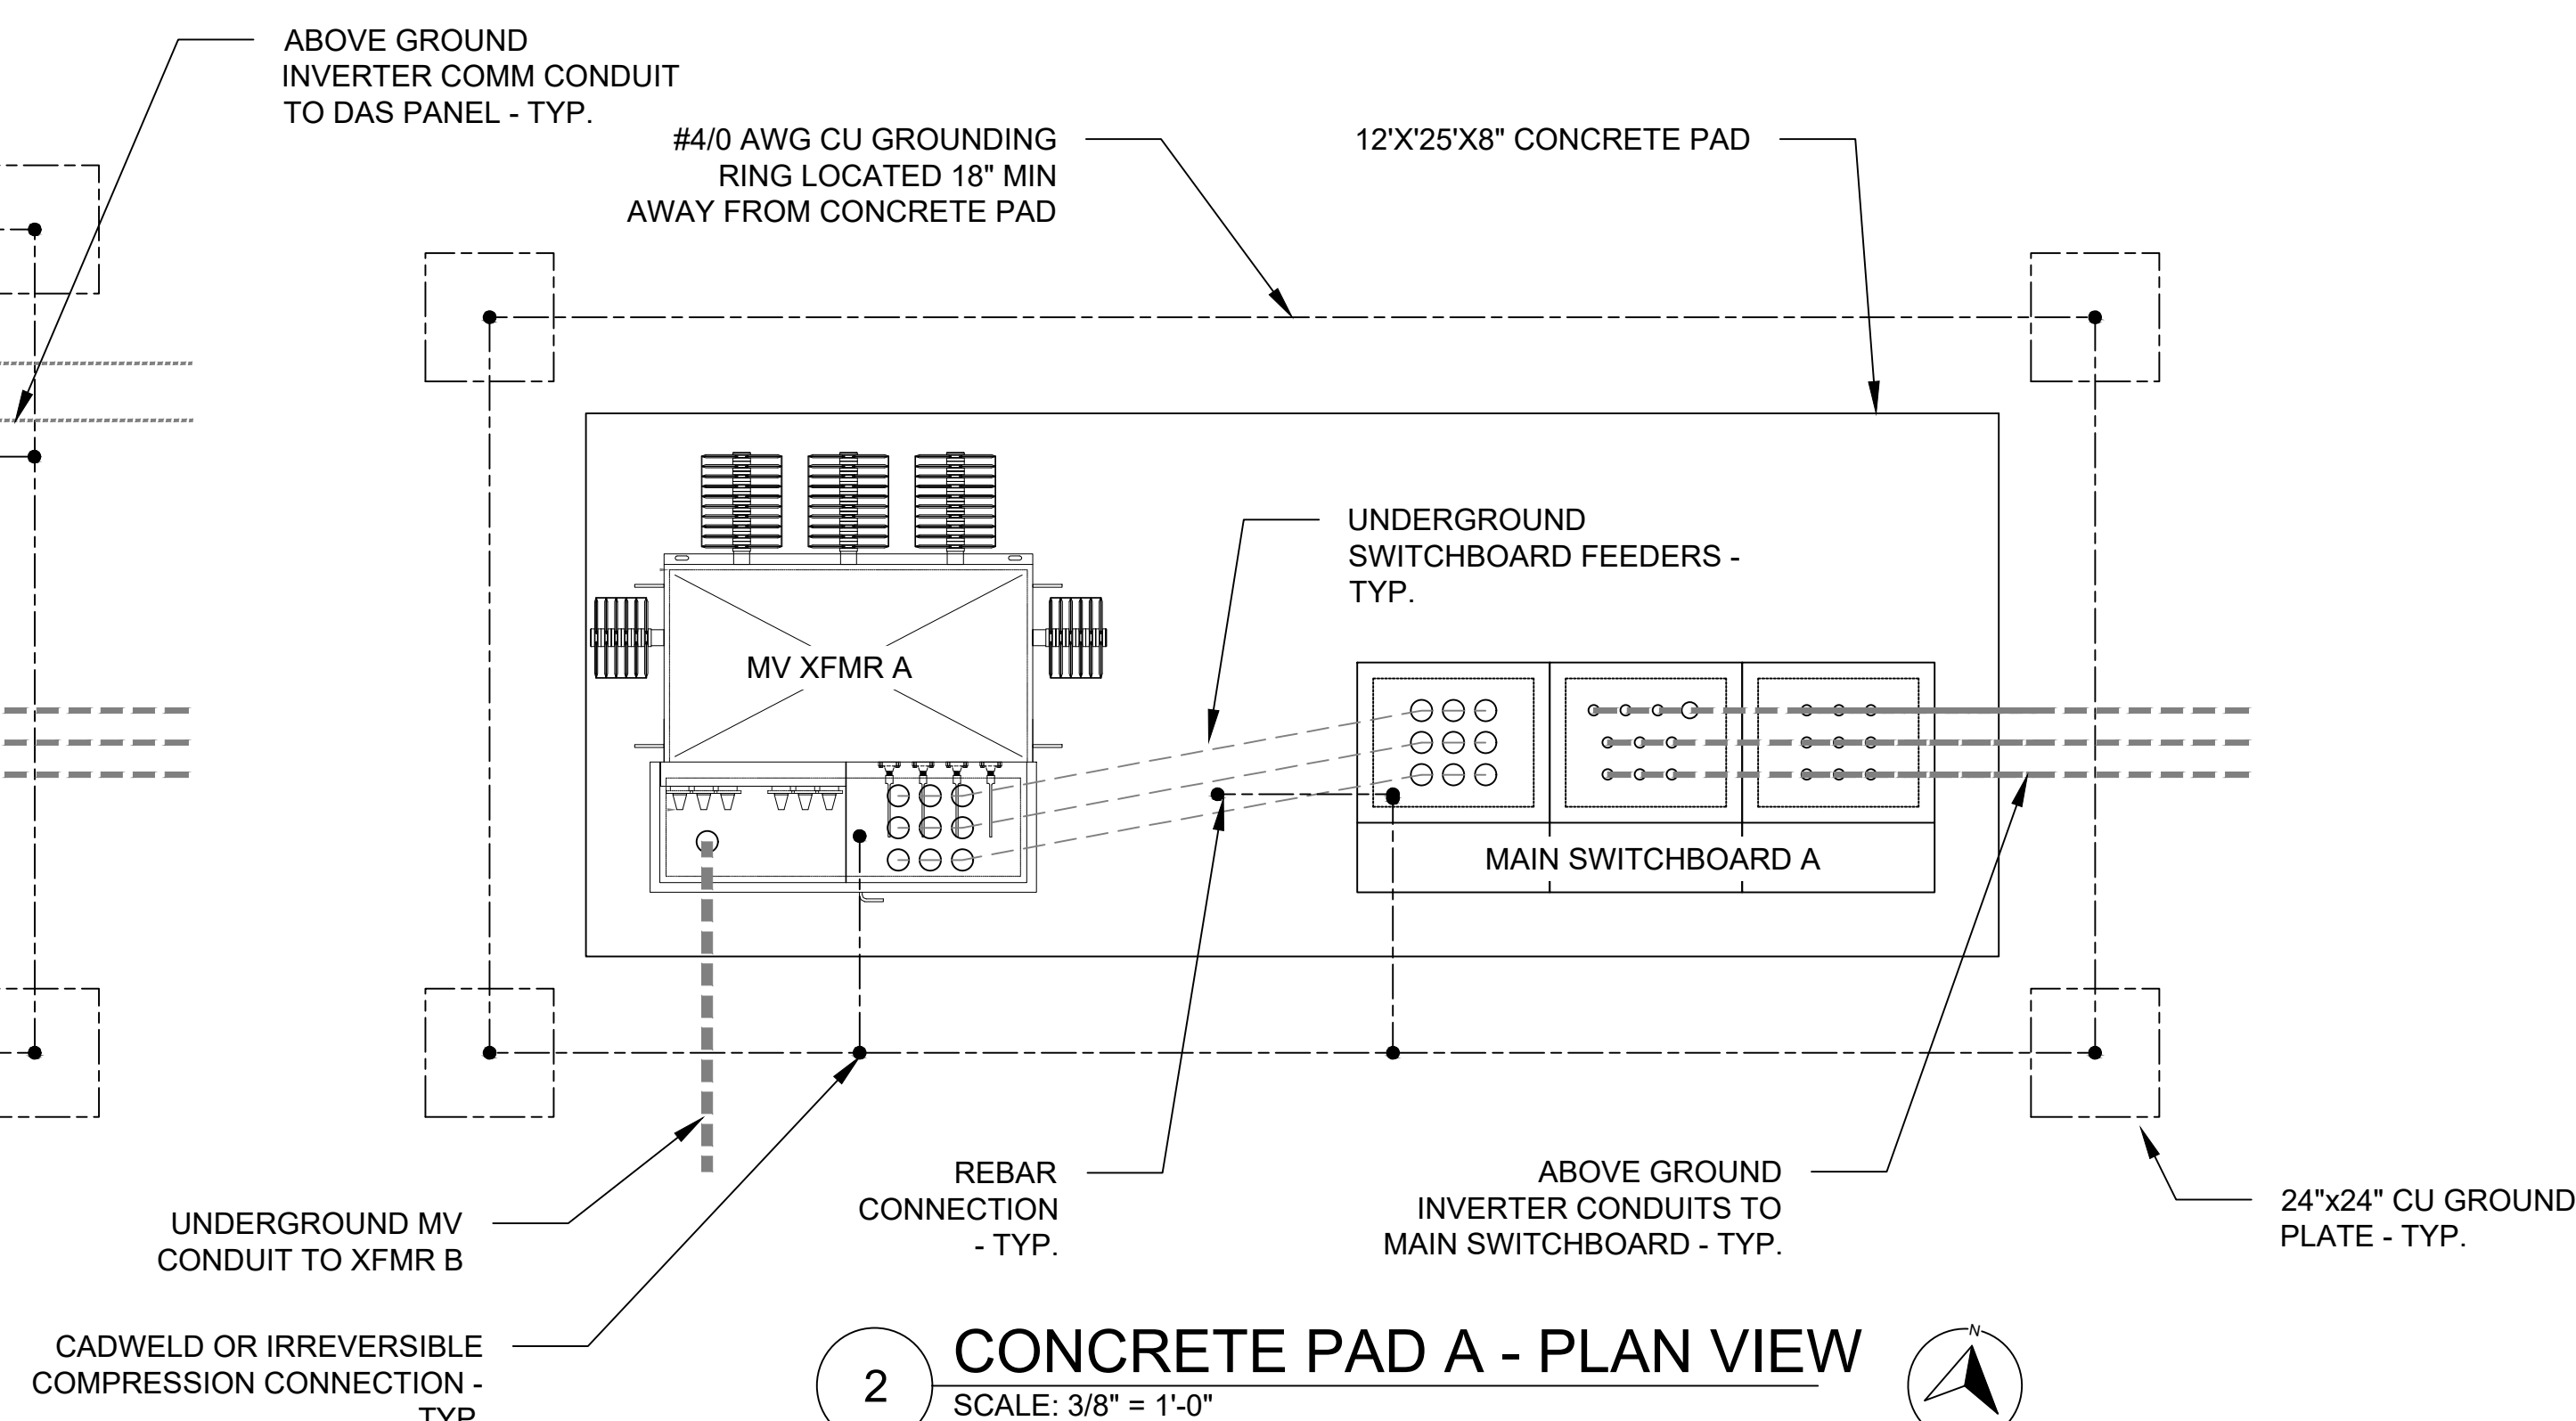 ABOVE GROUND
INVERTER COMM CONDUIT
TO DAS PANEL - TYP.
#4/0 AWG CU GROUNDING
RING LOCATED 18" MIN
AWAY FROM CONCRETE PAD
12'X'25'X8" CONCRETE PAD
UNDERGROUND
SWITCHBOARD FEEDERS -
TYP.
MV XFMR A
MAIN SWITCHBOARD A
UNDERGROUND MV
CONDUIT TO XFMR B
REBAR
CONNECTION
- TYP.
ABOVE GROUND
INVERTER CONDUITS TO
MAIN SWITCHBOARD - TYP.
24"x24" CU GROUND
PLATE - TYP.
CADWELD OR IRREVERSIBLE
COMPRESSION CONNECTION -
TYP.
2
CONCRETE PAD A - PLAN VIEW
SCALE: 3/8" = 1'-0"
N